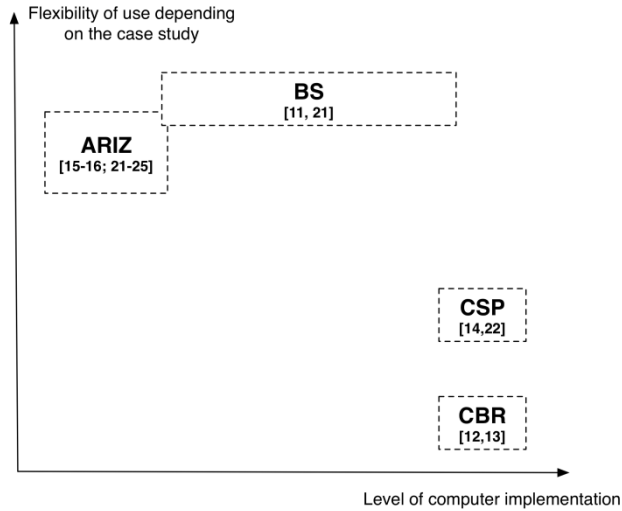 Flexibility of use depending
on the case study
BS
[11, 21]
ARIZ
[15-16; 21-25]
CSP
[14,22]
CBR
[12,13]
Level of computer implementation